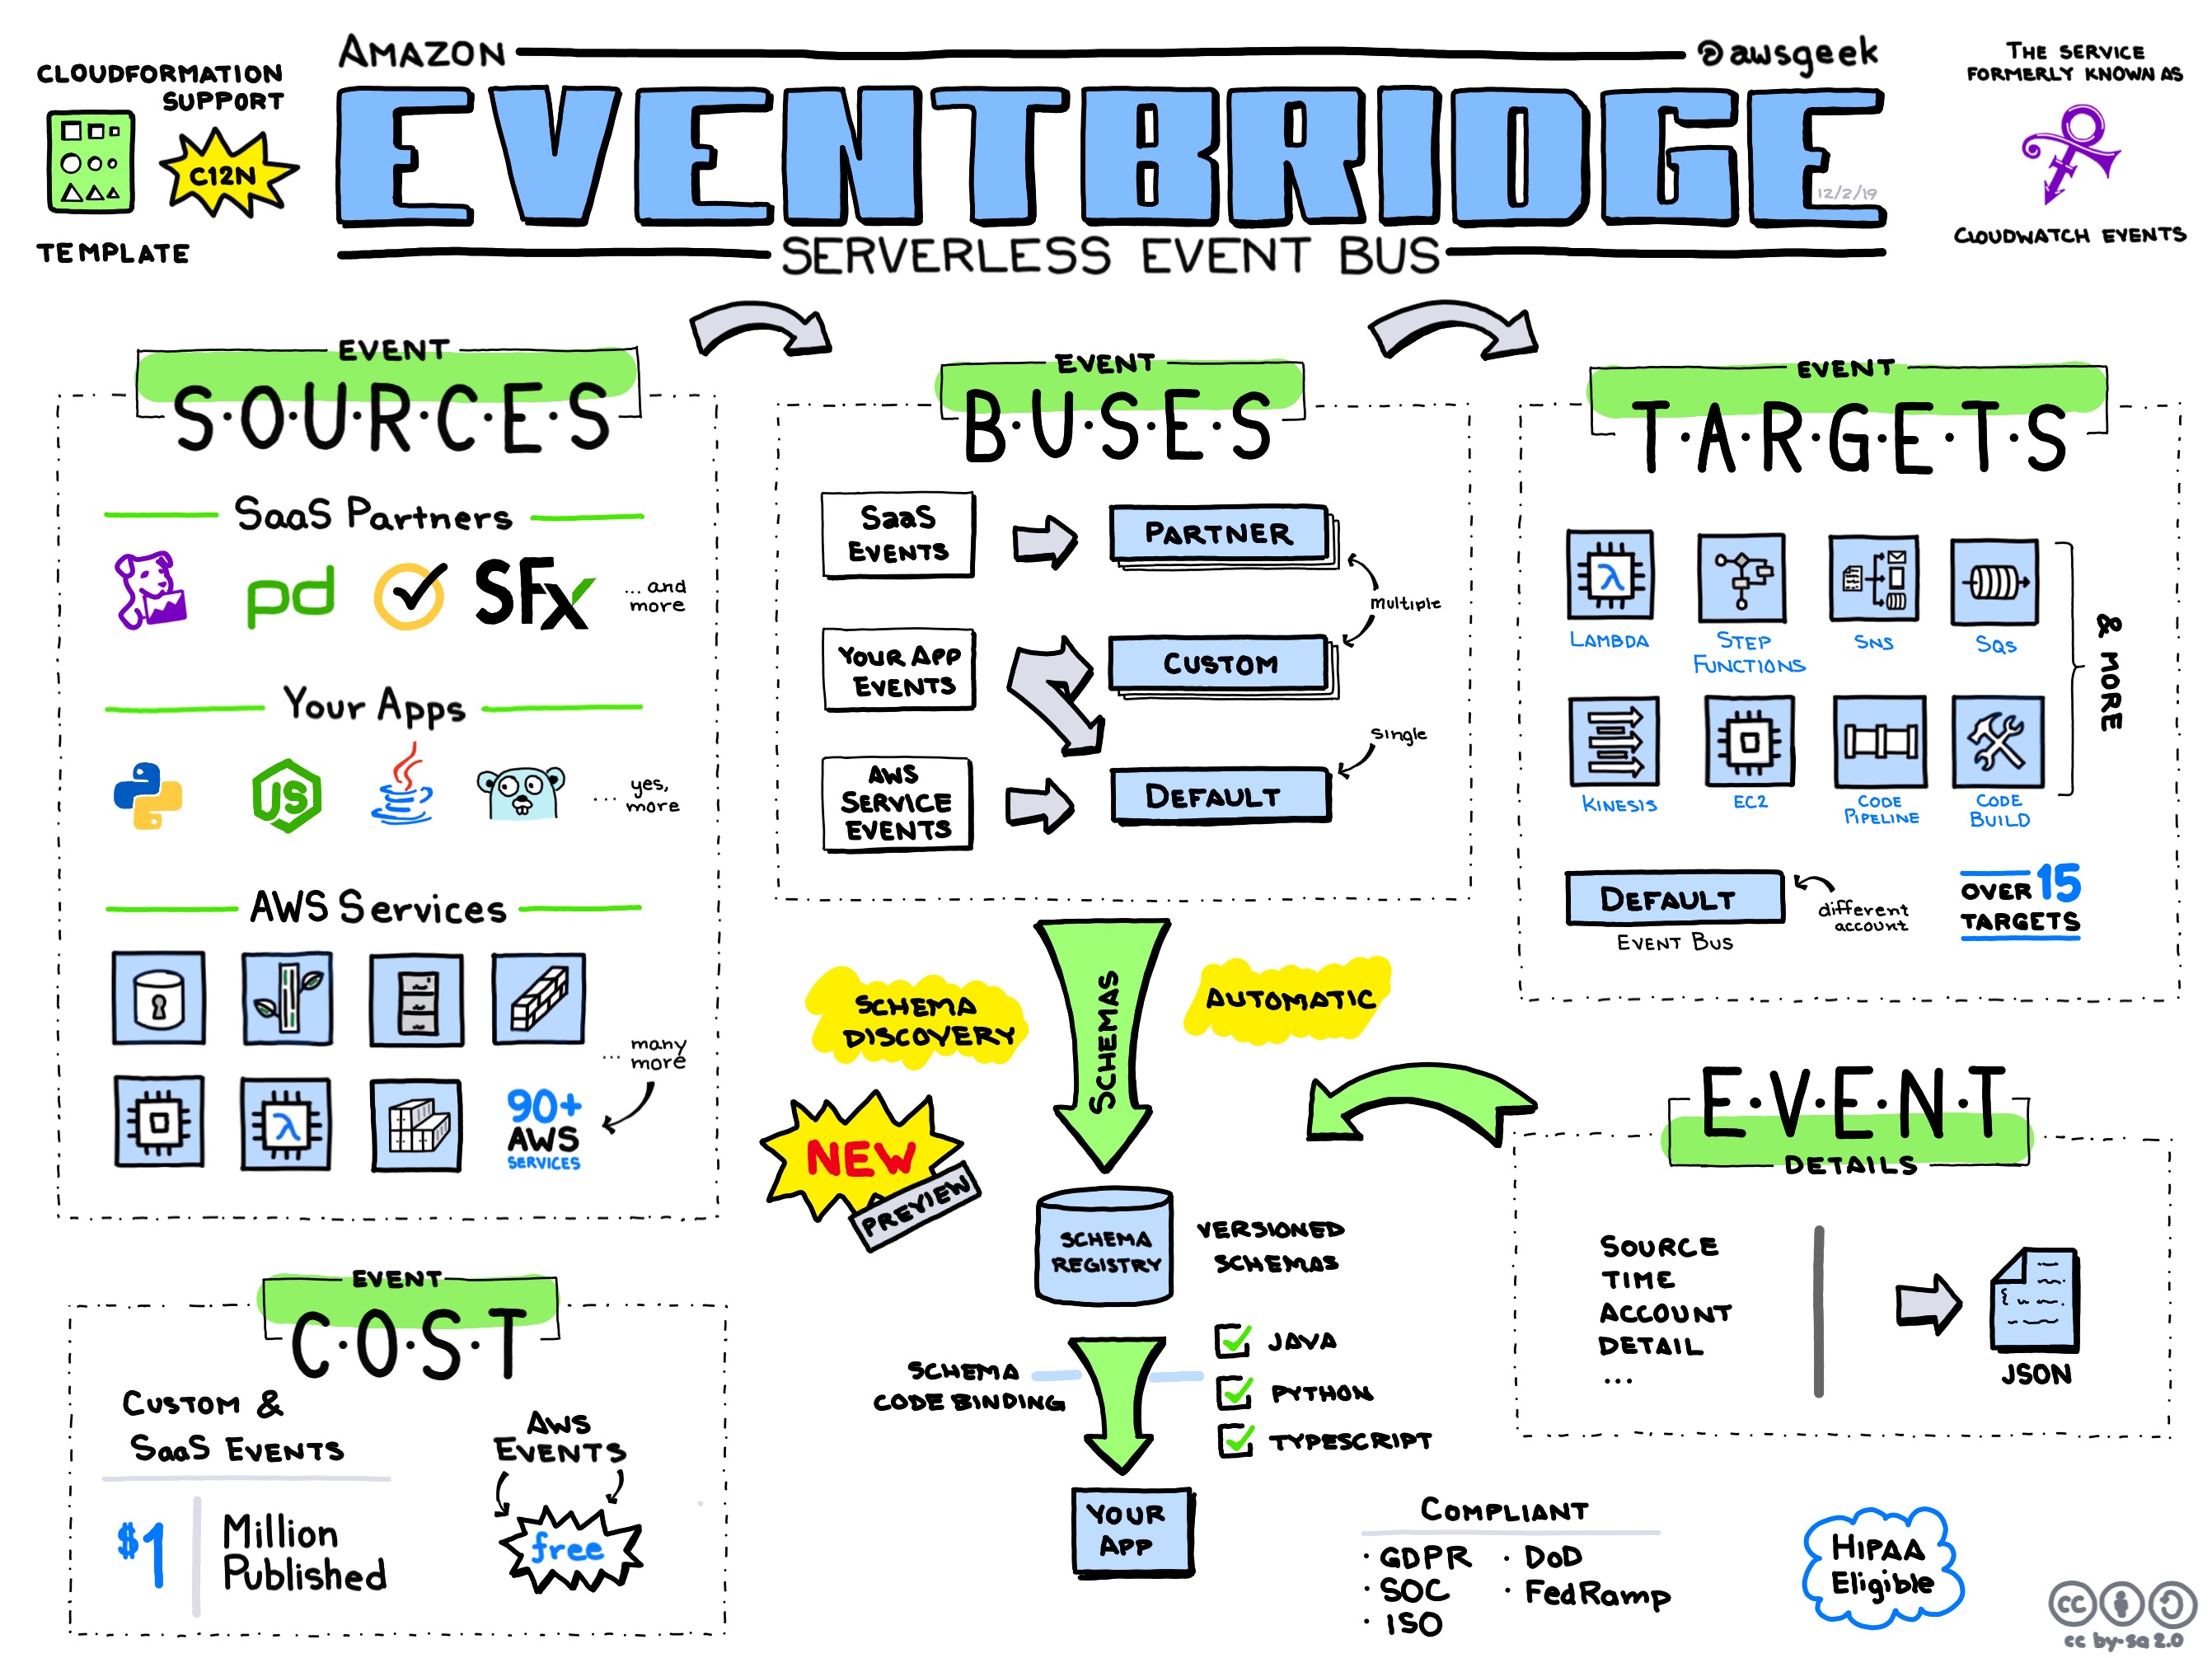 CLOUDFORMATION
SUPPORT
C12N
TEMPLATE
AMAZON
@awsgeek
EVENTBRIDGE
12/2/19
SERVERLESS EVENT BUS
THE SERVICE
FORMERLY KNOWN AS
CLOUDWATCH EVENTS
EVENT
S·O·U·R·C·E·S
SaaS Partners
pd
SFx
... and
more
Your Apps
JS
... yes,
more
AWS Services
... many
more
λ
90+
AWS
SERVICES
EVENT
B·U·S·E·S
SaaS
EVENTS
PARTNER
multiple
YOUR APP
EVENTS
CUSTOM
single
AWS
SERVICE
EVENTS
DEFAULT
EVENT
T·A·R·G·E·T·S
λ
LAMBDA
STEP
FUNCTIONS
SNS
SQS
& MORE
KINESIS
EC2
CODE
PIPELINE
CODE
BUILD
DEFAULT
EVENT BUS
different
account
OVER 15
TARGETS
SCHEMA
DISCOVERY
SCHEMAS
AUTOMATIC
NEW
PREVIEW
SCHEMA
REGISTRY
VERSIONED
SCHEMAS
SCHEMA
CODE BINDING
JAVA
PYTHON
TYPESCRIPT
YOUR
APP
E·V·E·N·T
DETAILS
SOURCE
TIME
ACCOUNT
DETAIL
...
JSON
EVENT
C·O·S·T
CUSTOM &
SaaS EVENTS
$1
Million
Published
AWS
EVENTS
free
COMPLIANT
· GDPR
· SOC
· ISO
· DoD
· FedRamp
HIPAA
Eligible
cc
cc by-sa 2.0